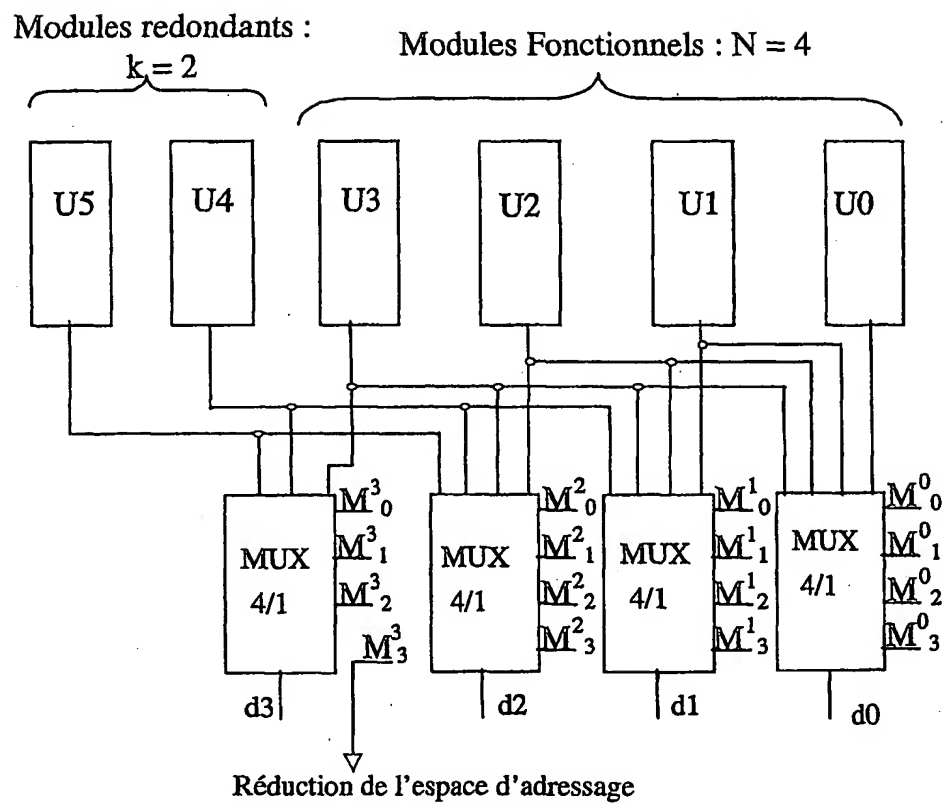 Modules redondants :
k = 2
Modules Fonctionnels : N = 4
U5 U4 U3 U2 U1 U0
M³₀ M²₀ M¹₀ M⁰₀
MUX MUX MUX MUX
M³₁ M²₁ M¹₁ M⁰₁
4/1 4/1 4/1 4/1
M³₂ M²₂ M¹₂ M⁰₂
M³₃ M²₃ M¹₃ M⁰₃
d3 d2 d1 d0
Réduction de l'espace d'adressage